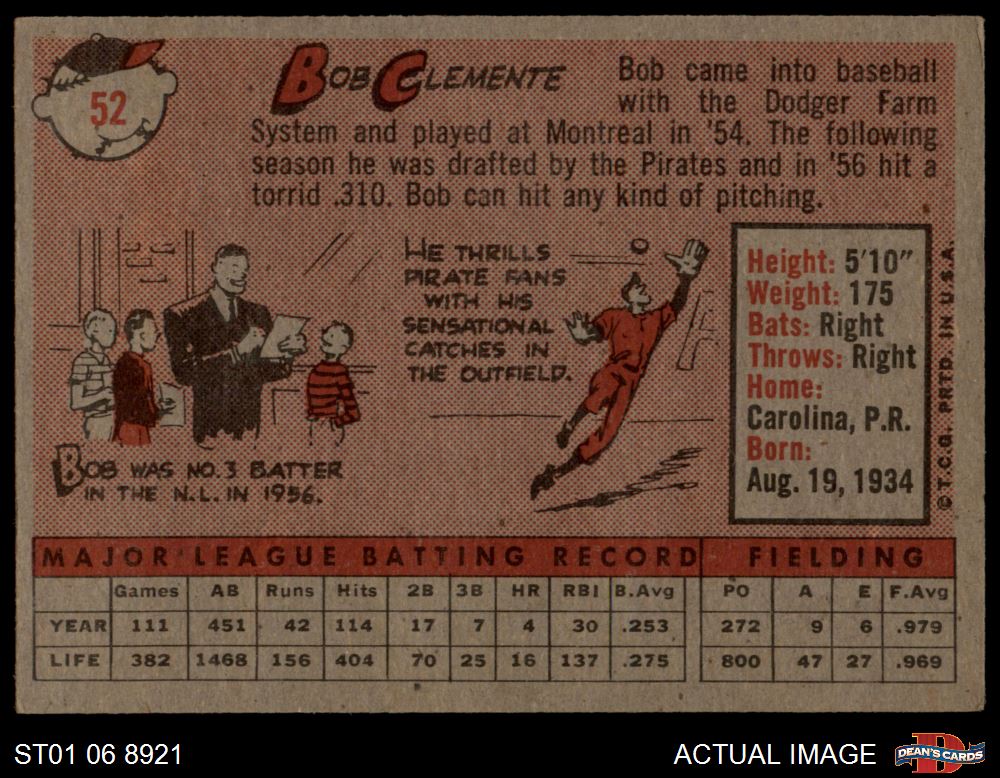 52
BOB CLEMENTE
Bob came into baseball
with the Dodger Farm
System and played at Montreal in '54. The following
season he was drafted by the Pirates and in '56 hit a
torrid .310. Bob can hit any kind of pitching.
HE THRILLS
PIRATE FANS
WITH HIS
SENSATIONAL
CATCHES IN
THE OUTFIELD.
BOB WAS NO.3 BATTER
IN THE N.L. IN 1956.
Height: 5'10"
Weight: 175
Bats: Right
Throws: Right
Home:
Carolina, P.R.
Born:
Aug. 19, 1934
© T.C.G. PRTD. IN U.S.A.
MAJOR LEAGUE BATTING RECORD FIELDING
Games AB Runs Hits 2B 3B HR RBI B.Avg PO A E F.Avg
YEAR 111 451 42 114 17 7 4 30 .253 272 9 6 .979
LIFE 382 1468 156 404 70 25 16 137 .275 800 47 27 .969
ST01 06 8921 ACTUAL IMAGE D DEAN'S CARDS